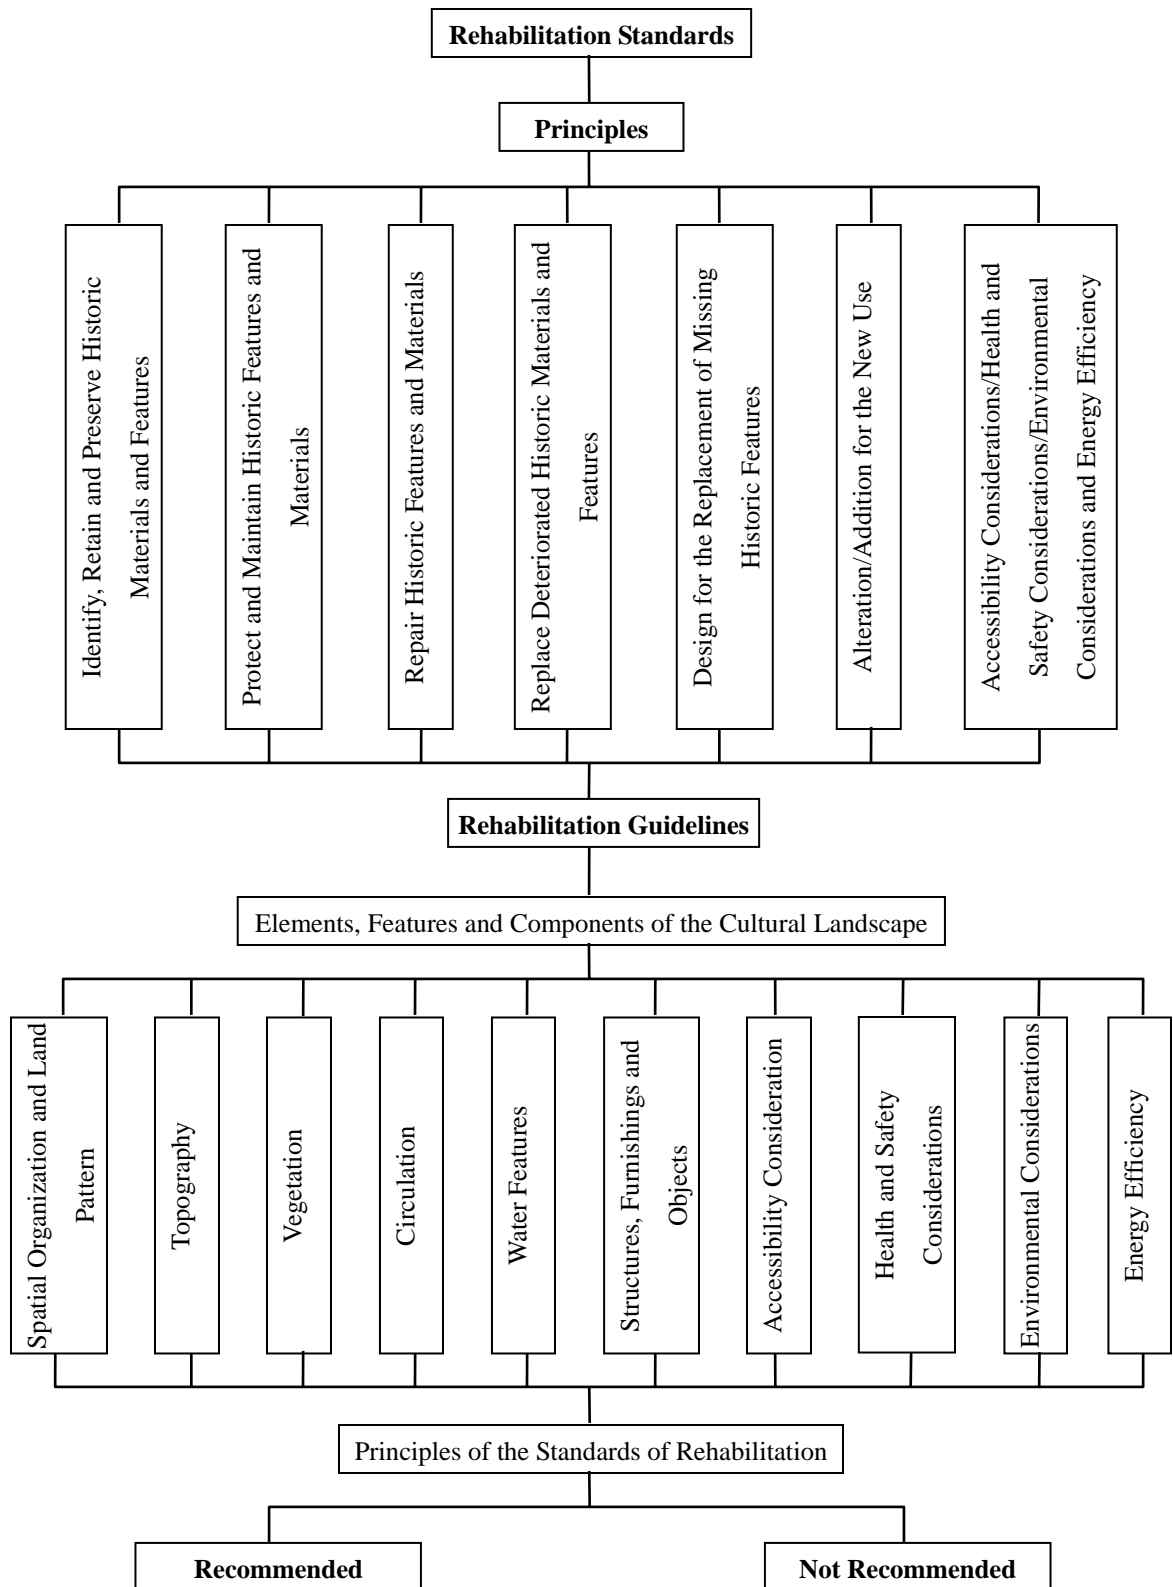 Rehabilitation Standards
Principles
Identify, Retain and Preserve Historic
Materials and Features
Protect and Maintain Historic Features and
Materials
Repair Historic Features and Materials
Replace Deteriorated Historic Materials and
Features
Design for the Replacement of Missing
Historic Features
Alteration/Addition for the New Use
Accessibility Considerations/Health and
Safety Considerations/Environmental
Considerations and Energy Efficiency
Rehabilitation Guidelines
Elements, Features and Components of the Cultural Landscape
Spatial Organization and Land
Pattern
Topography
Vegetation
Circulation
Water Features
Structures, Furnishings and
Objects
Accessibility Consideration
Health and Safety
Considerations
Environmental Considerations
Energy Efficiency
Principles of the Standards of Rehabilitation
Recommended
Not Recommended